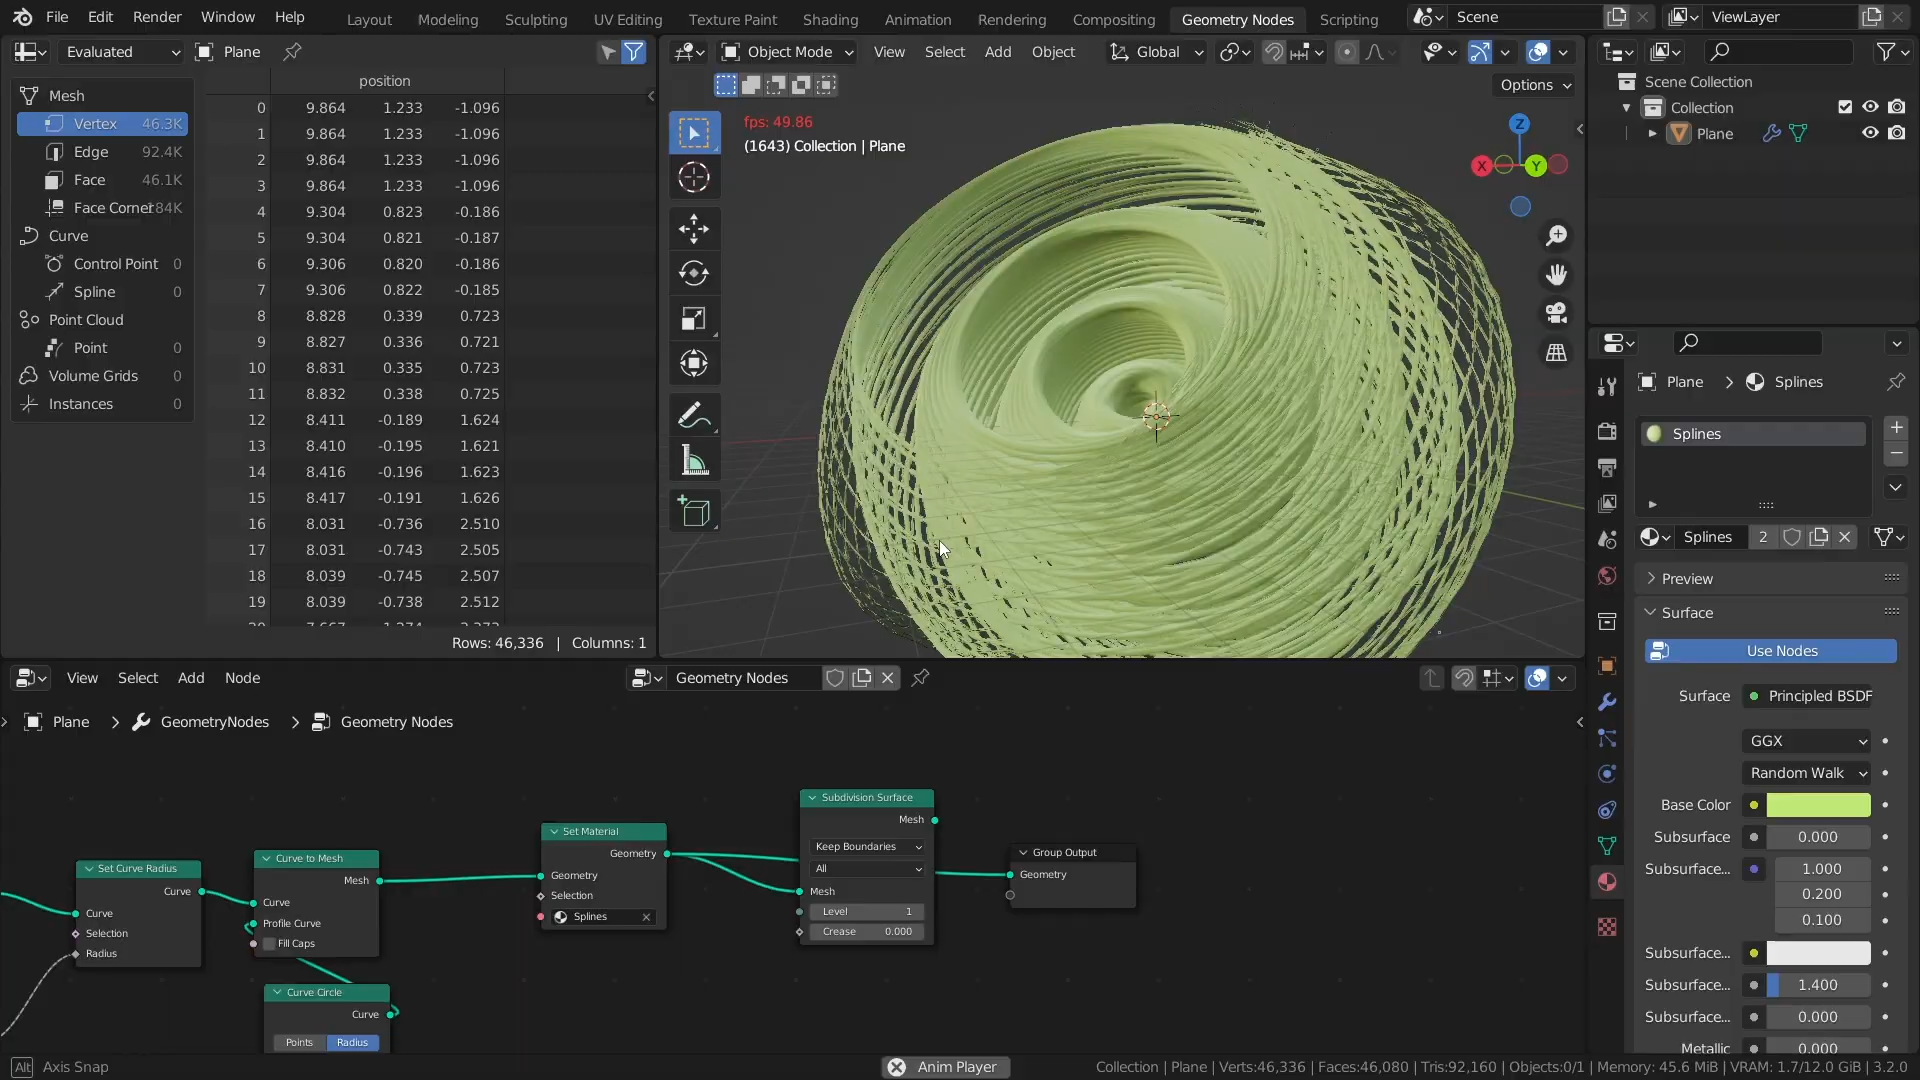 File Edit Render Window Help Layout Modeling Sculpting UV Editing Texture Paint Shading Animation Rendering Compositing Geometry Nodes Scripting Scene ViewLayer
Evaluated Plane
Object Mode View Select Add Object Global
Options
position
Mesh
Vertex 46.3K
Edge 92.4K
Face 46.1K
Face Corner 84K
Curve
Control Point 0
Spline 0
Point Cloud
Point 0
Volume Grids 0
Instances 0
0 9.864 1.233 -1.096
1 9.864 1.233 -1.096
2 9.864 1.233 -1.096
3 9.864 1.233 -1.096
4 9.304 0.823 -0.186
5 9.304 0.821 -0.187
6 9.306 0.820 -0.186
7 9.306 0.822 -0.185
8 8.828 0.339 0.723
9 8.827 0.336 0.721
10 8.831 0.335 0.723
11 8.832 0.338 0.725
12 8.411 -0.189 1.624
13 8.410 -0.195 1.621
14 8.416 -0.196 1.623
15 8.417 -0.191 1.626
16 8.031 -0.736 2.510
17 8.031 -0.743 2.505
18 8.039 -0.745 2.507
19 8.039 -0.738 2.512
Rows: 46,336 | Columns: 1
fps: 49.86
(1643) Collection | Plane
Z
X
Y
Scene Collection
Collection
Plane
Plane > Splines
Splines
Splines 2
Preview
Surface
Use Nodes
Surface Principled BSDF
GGX
Random Walk
Base Color
Subsurface 0.000
Subsurface... 1.000
0.200
0.100
Subsurface...
Subsurface... 1.400
Subsurface... 0.000
Metallic 0.000
View Select Add Node Geometry Nodes
Plane > GeometryNodes > Geometry Nodes
Set Curve Radius
Curve
Curve
Selection
Radius
Curve to Mesh
Mesh
Curve
Profile Curve
Fill Caps
Curve Circle
Curve
Points Radius
Set Material
Geometry
Geometry
Selection
Splines
Subdivision Surface
Mesh
Keep Boundaries
All
Mesh
Level 1
Crease 0.000
Group Output
Geometry
Alt Axis Snap
Anim Player
Collection | Plane | Verts:46,336 | Faces:46,080 | Tris:92,160 | Objects:0/1 | Memory: 45.6 MiB | VRAM: 1.7/12.0 GiB | 3.2.0